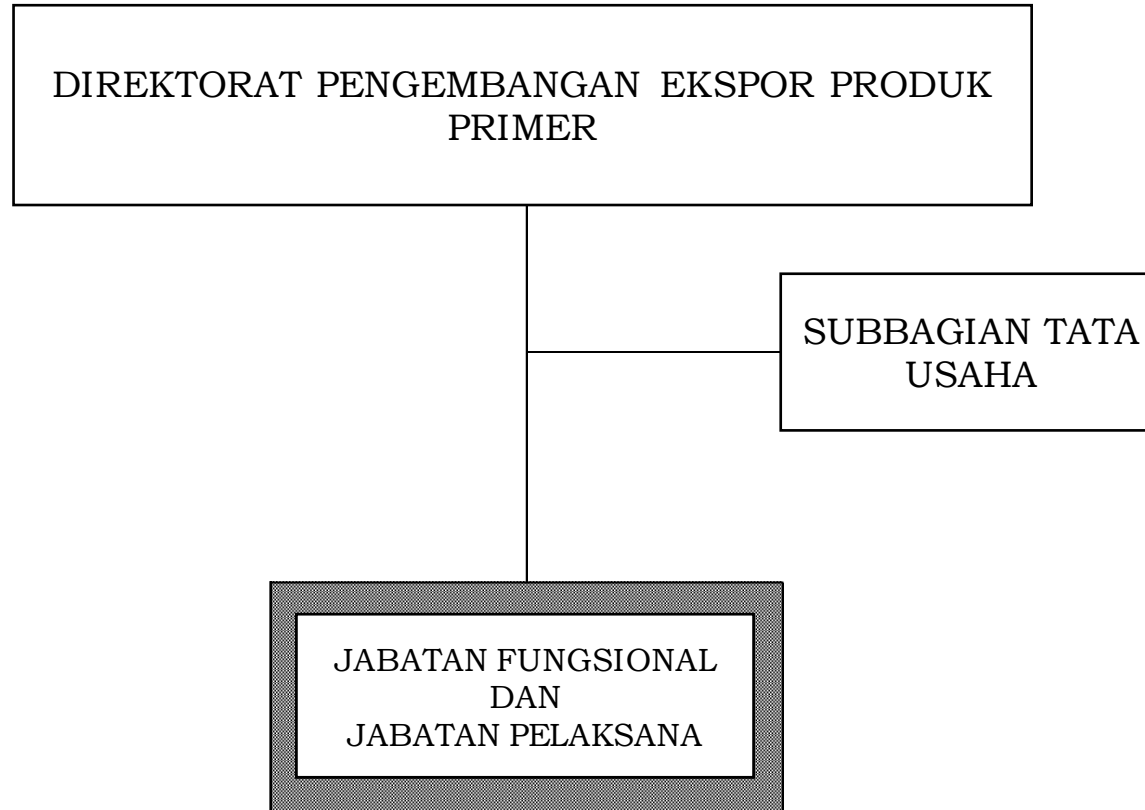 DIREKTORAT PENGEMBANGAN EKSPOR PRODUK
PRIMER
SUBBAGIAN TATA
USAHA
JABATAN FUNGSIONAL
DAN
JABATAN PELAKSANA